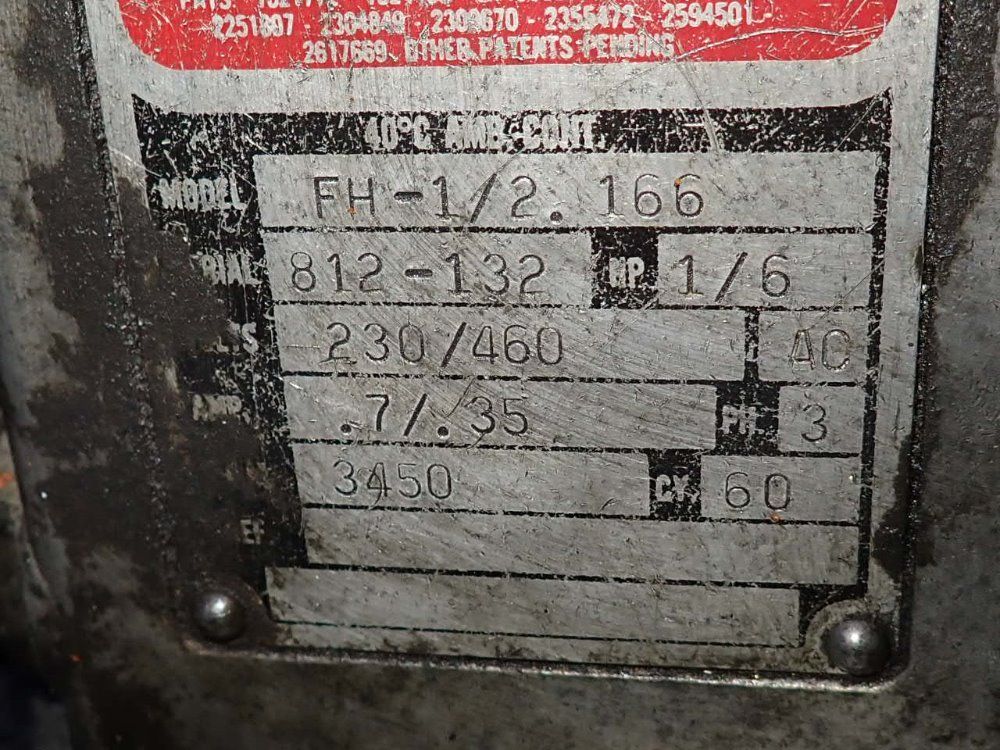 2251807 - 2304849 - 2309670 - 2355472 - 2594501 -
2617669. OTHER PATENTS PENDING
40°C AMB. CONT.
MODEL FH-1/2. 166
812-132 HP 1/6
230/460 AC
AMP. .7/.35 PH. 3
3450 CY. 60